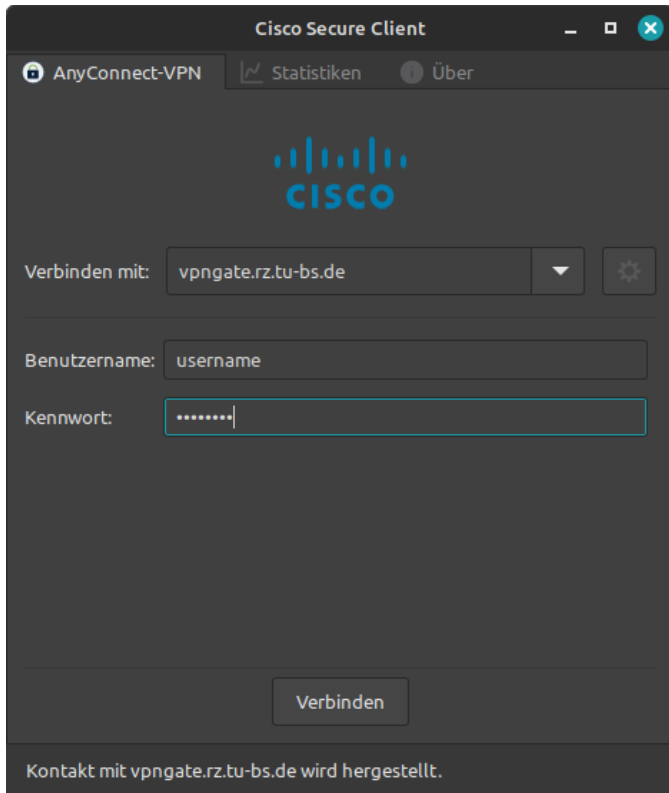 Cisco Secure Client
AnyConnect-VPN Statistiken Über
CISCO
Verbinden mit: vpngate.rz.tu-bs.de
Benutzername: username
Kennwort: ••••••••
Verbinden
Kontakt mit vpngate.rz.tu-bs.de wird hergestellt.